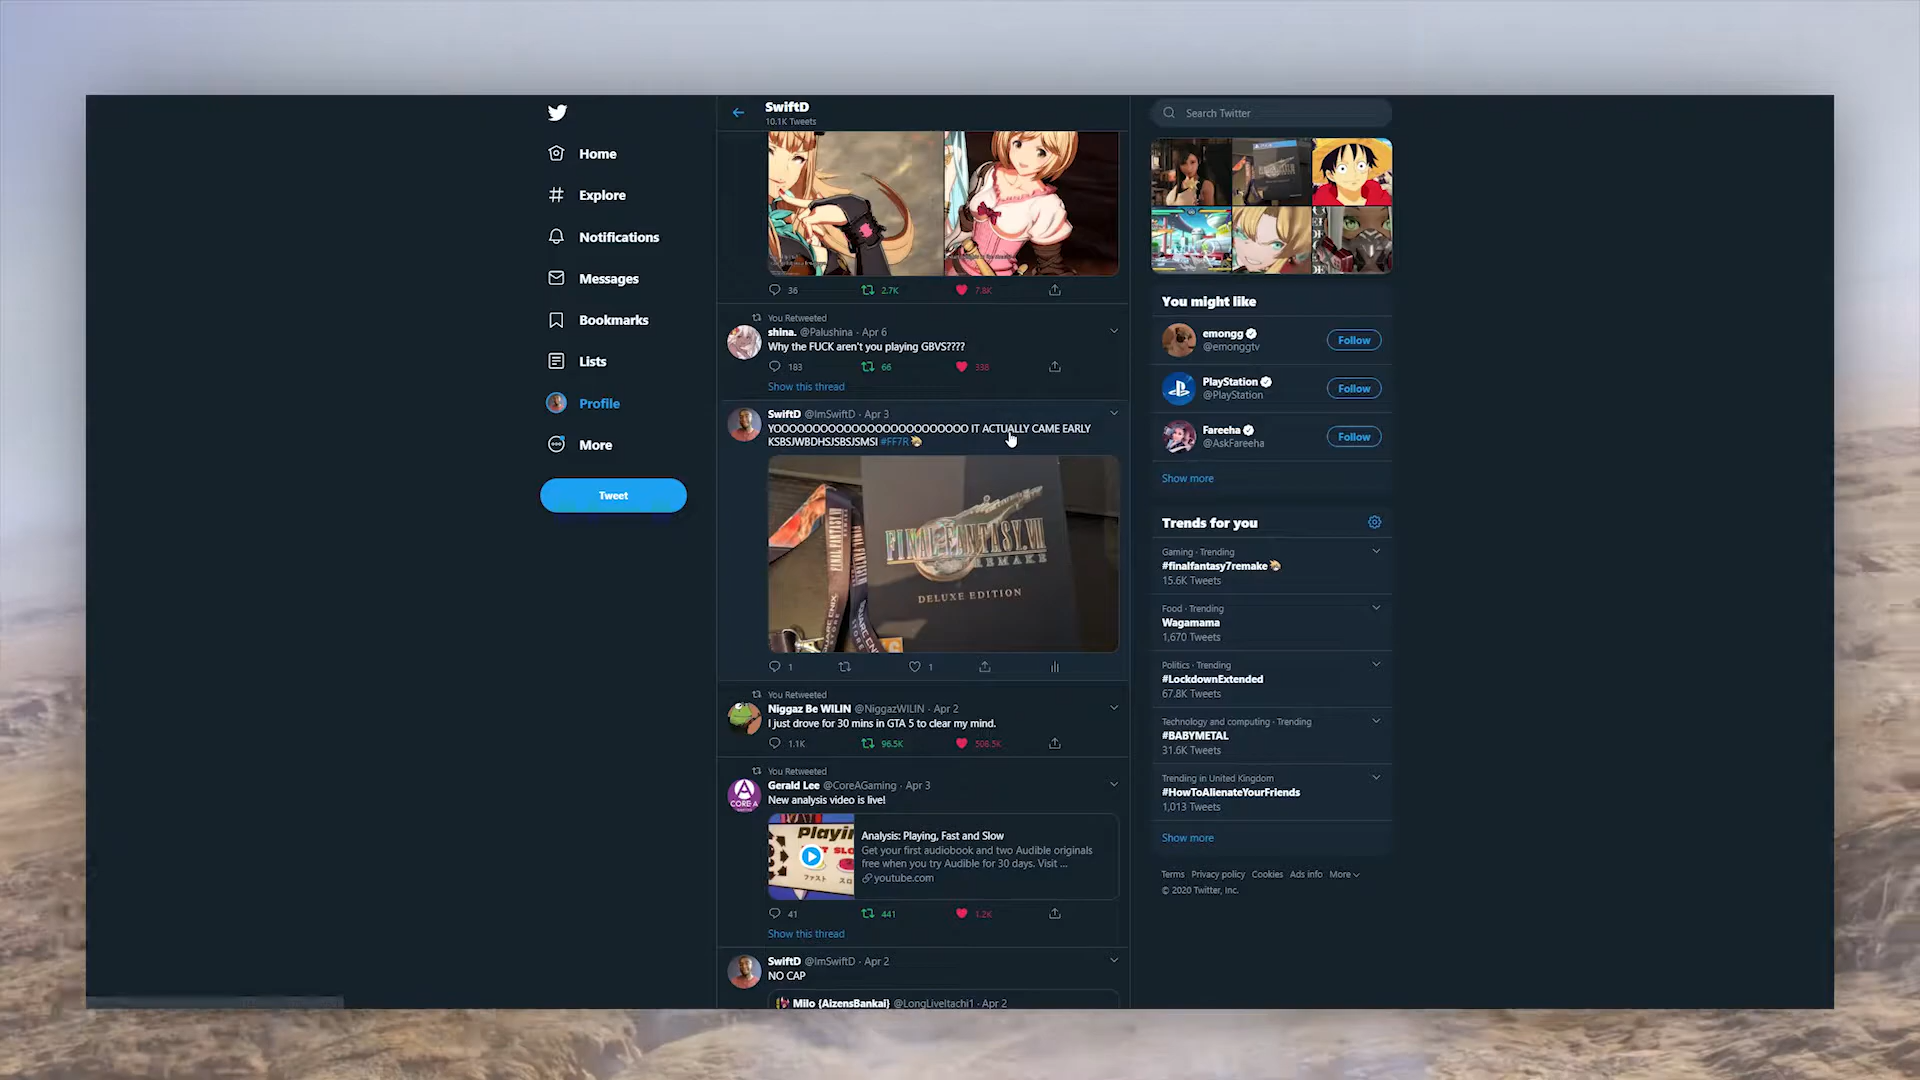 Home
Explore
Notifications
Messages
Bookmarks
Lists
Profile
More
Tweet
SwiftD
10.1K Tweets
36
2.7K
7.8K
You Retweeted
shina. @Palushina · Apr 6
Why the FUCK aren't you playing GBVS????
183
66
338
Show this thread
SwiftD @ImSwiftD · Apr 3
YOOOOOOOOOOOOOOOOOOOOOOOO IT ACTUALLY CAME EARLY
KSBSJWBDHSJSBSJSMSI #FF7R
FINAL FANTASY VII
REMAKE
DELUXE EDITION
FINAL FANTASY VII
SQUARE ENIX
STORE
1
1
You Retweeted
Niggaz Be WILIN @NiggazWILIN · Apr 2
I just drove for 30 mins in GTA 5 to clear my mind.
1.1K
96.5K
506.5K
You Retweeted
Gerald Lee @CoreAGaming · Apr 3
New analysis video is live!
CORE-A
Analysis: Playing, Fast and Slow
Get your first audiobook and two Audible originals
free when you try Audible for 30 days. Visit ...
youtube.com
41
441
1.2K
Show this thread
SwiftD @ImSwiftD · Apr 2
NO CAP
Milo {AizensBankai} @LongLiveItachi1 · Apr 2
Search Twitter
You might like
emongg
@emonggtv
Follow
PlayStation
@PlayStation
Follow
Fareeha
@AskFareeha
Follow
Show more
Trends for you
Gaming · Trending
#finalfantasy7remake
15.6K Tweets
Food · Trending
Wagamama
1,670 Tweets
Politics · Trending
#LockdownExtended
67.8K Tweets
Technology and computing · Trending
#BABYMETAL
31.6K Tweets
Trending in United Kingdom
#HowToAlienateYourFriends
1,013 Tweets
Show more
Terms Privacy policy Cookies Ads info More
© 2020 Twitter, Inc.